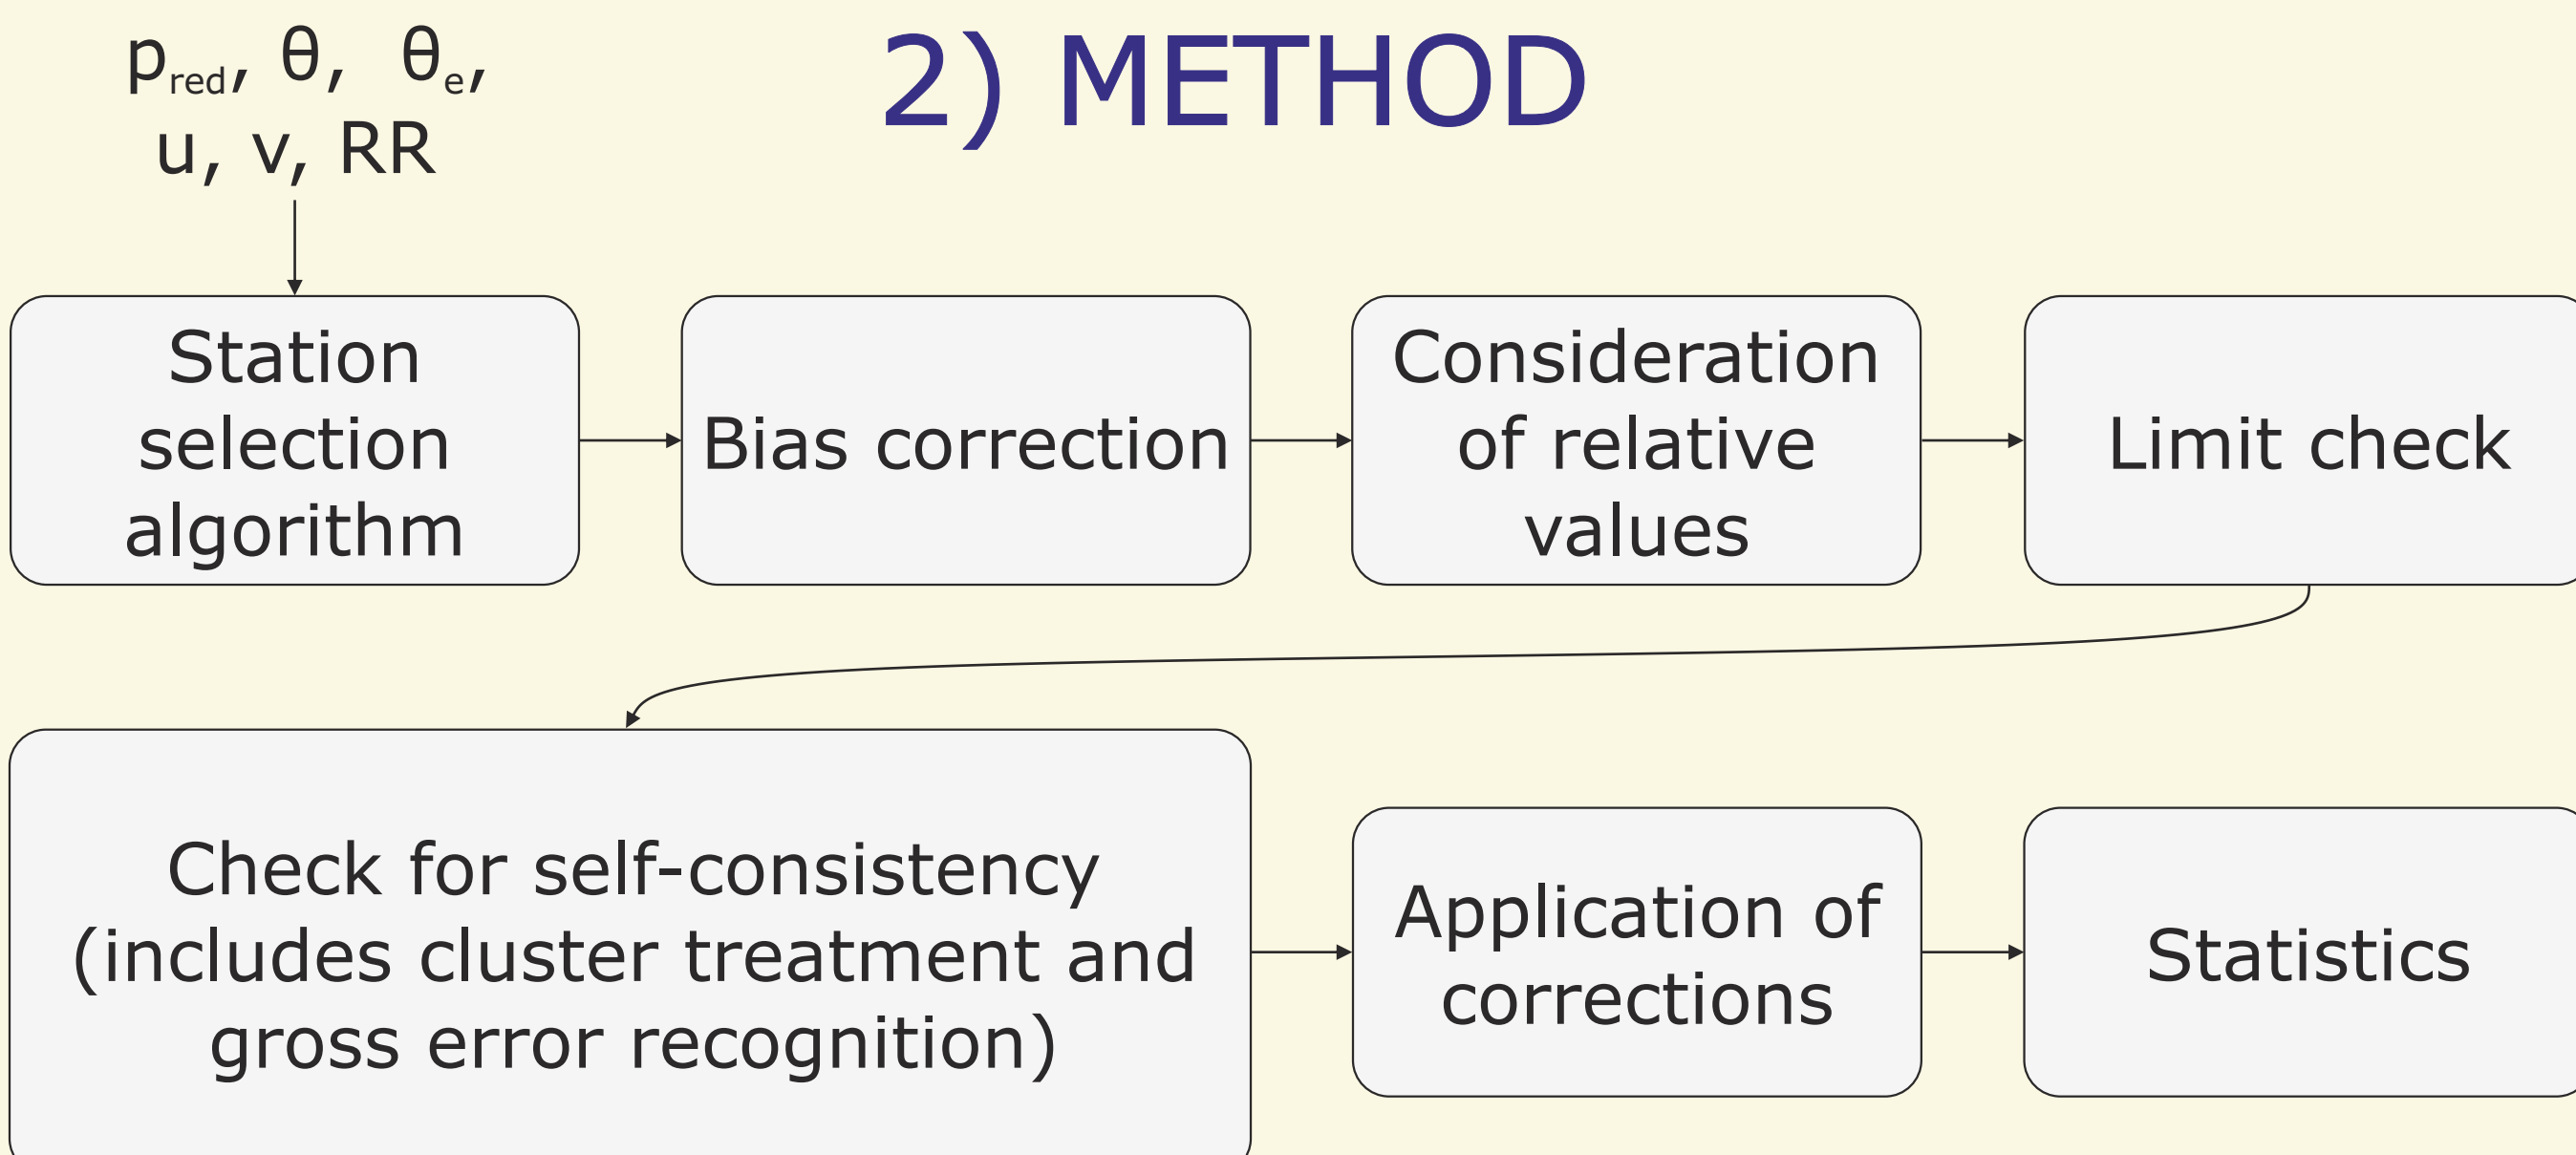 2) METHOD
p_red, θ, θ_e,
u, v, RR
Station
selection
algorithm
Bias correction
Consideration
of relative
values
Limit check
Check for self-consistency
(includes cluster treatment and
gross error recognition)
Application of
corrections
Statistics